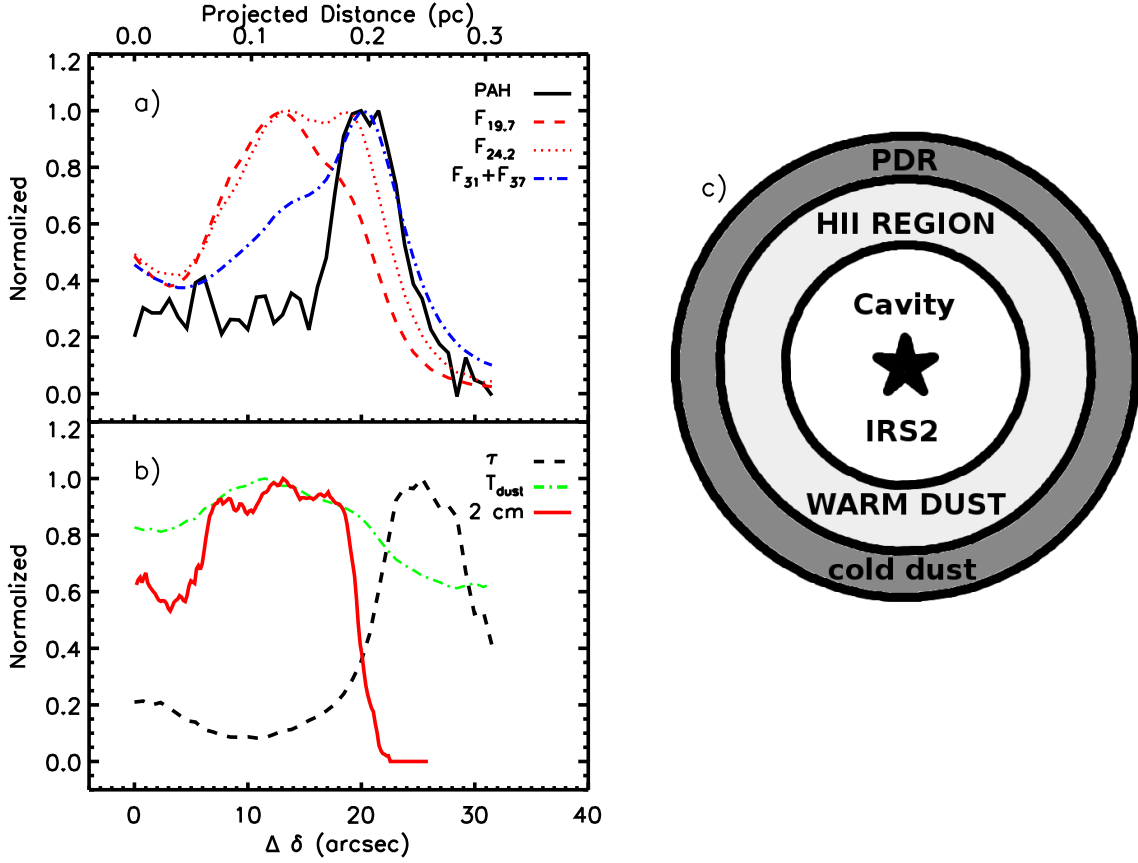 Projected Distance (pc)
0.0 0.1 0.2 0.3
1.2
1.0
0.8
0.6
0.4
0.2
0.0
Normalized
a)
PAH
F19.7
F24.2
F31+F37
1.2
1.0
0.8
0.6
0.4
0.2
0.0
Normalized
b)
τ
Tdust
2 cm
0 10 20 30 40
Δ δ (arcsec)
c)
PDR
HII REGION
Cavity
IRS2
WARM DUST
cold dust